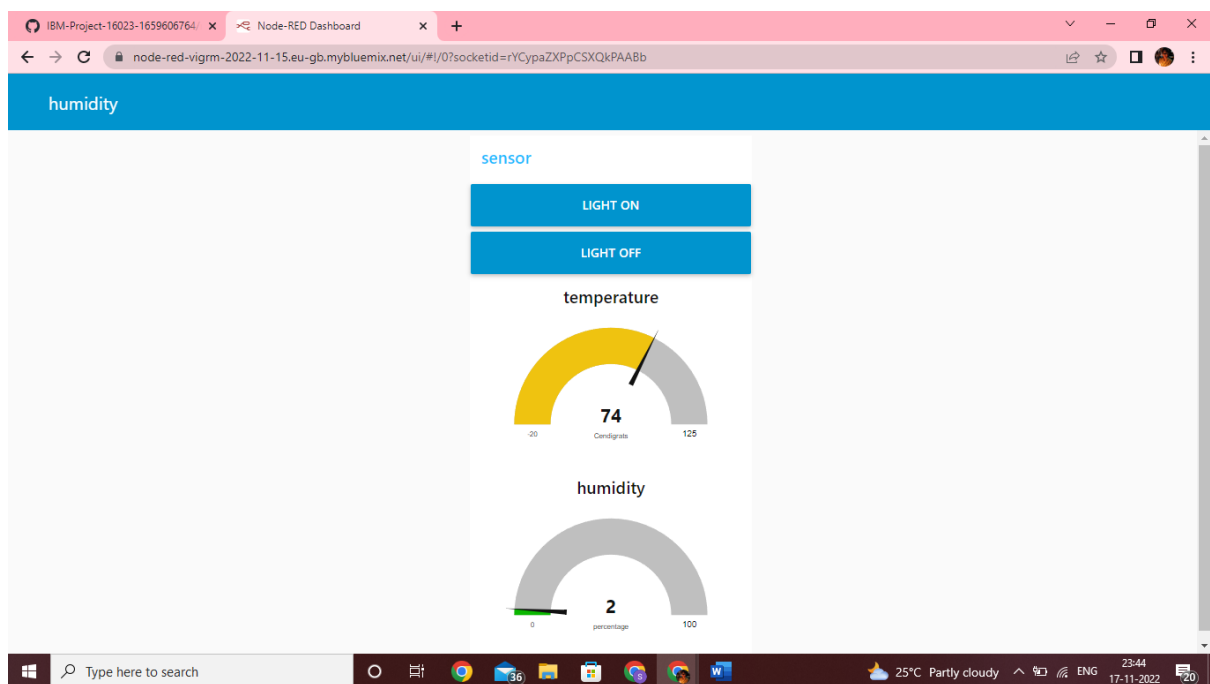 IBM-Project-16023-1659606764/
Node-RED Dashboard
node-red-vigrm-2022-11-15.eu-gb.mybluemix.net/ui/#!/0?socketid=rYCypaZXPpCSXQkPAABb
humidity
sensor
LIGHT ON
LIGHT OFF
temperature
74
-20 Cendigrate 125
humidity
2
0 percentage 100
Type here to search
36
W
25°C Partly cloudy
ENG
23:44
17-11-2022
20